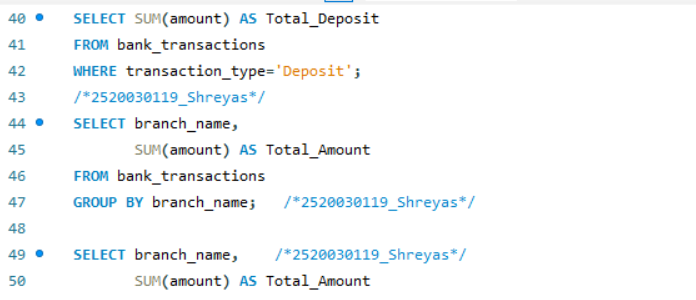 40 SELECT SUM(amount) AS Total_Deposit
41 FROM bank_transactions
42 WHERE transaction_type='Deposit';
43 /*2520030119_Shreyas*/
44 SELECT branch_name,
45 SUM(amount) AS Total_Amount
46 FROM bank_transactions
47 GROUP BY branch_name; /*2520030119_Shreyas*/
48
49 SELECT branch_name, /*2520030119_Shreyas*/
50 SUM(amount) AS Total_Amount